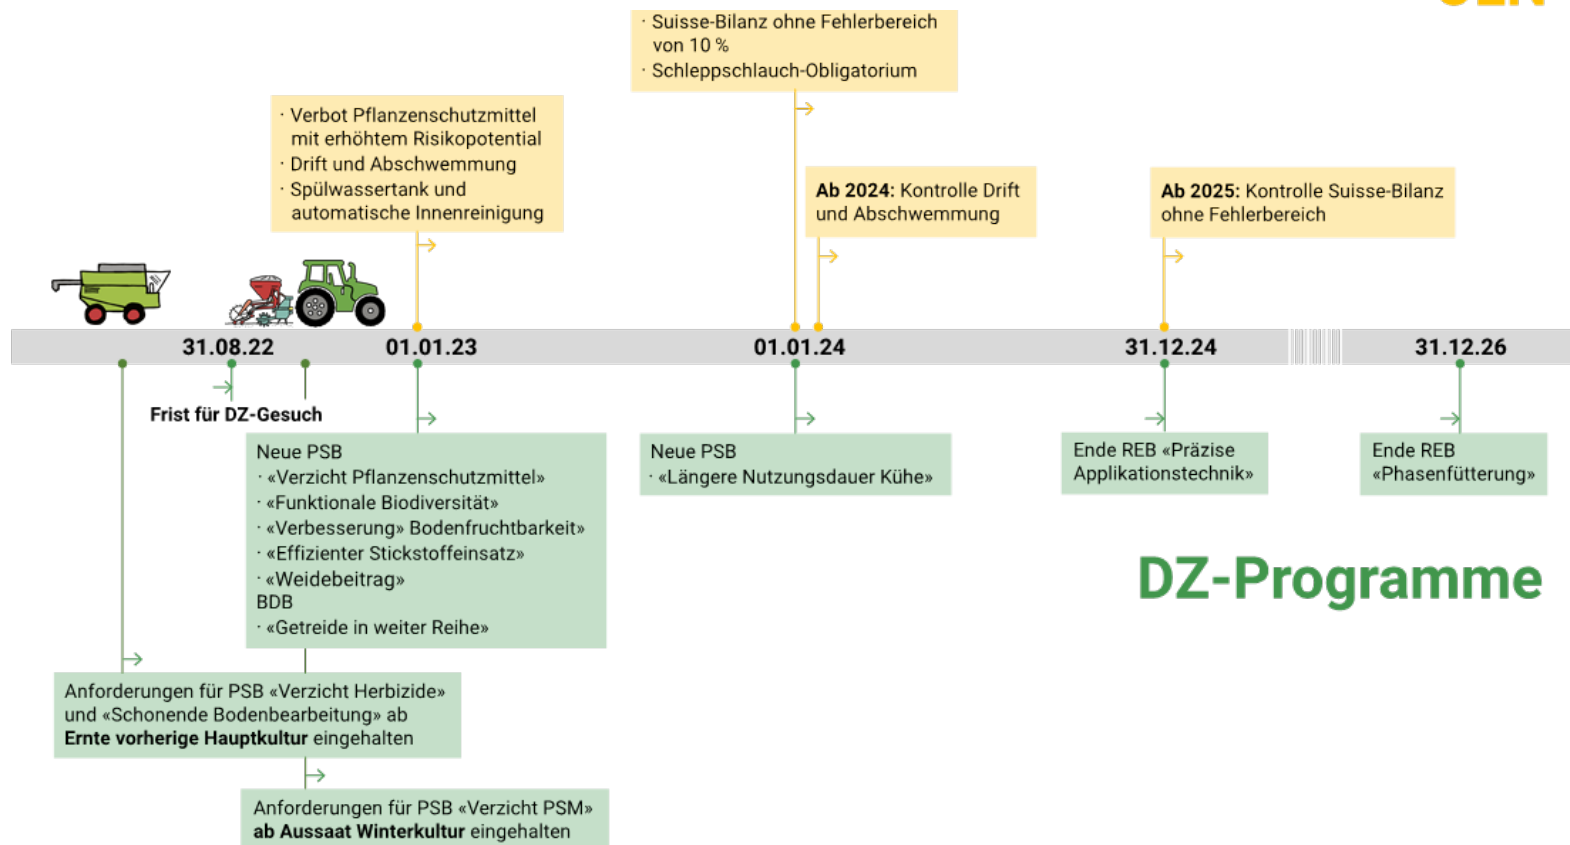 · Suisse-Bilanz ohne Fehlerbereich
von 10 %
· Schleppschlauch-Obligatorium
· Verbot Pflanzenschutzmittel
mit erhöhtem Risikopotential
· Drift und Abschwemmung
· Spülwassertank und
automatische Innenreinigung
Ab 2024: Kontrolle Drift
und Abschwemmung
Ab 2025: Kontrolle Suisse-Bilanz
ohne Fehlerbereich
31.08.22
01.01.23
01.01.24
31.12.24
31.12.26
Frist für DZ-Gesuch
Neue PSB
· «Verzicht Pflanzenschutzmittel»
· «Funktionale Biodiversität»
· «Verbesserung» Bodenfruchtbarkeit»
· «Effizienter Stickstoffeinsatz»
· «Weidebeitrag»
BDB
· «Getreide in weiter Reihe»
Neue PSB
· «Längere Nutzungsdauer Kühe»
Ende REB «Präzise
Applikationstechnik»
Ende REB
«Phasenfütterung»
DZ-Programme
Anforderungen für PSB «Verzicht Herbizide»
und «Schonende Bodenbearbeitung» ab
Ernte vorherige Hauptkultur eingehalten
Anforderungen für PSB «Verzicht PSM»
ab Aussaat Winterkultur eingehalten